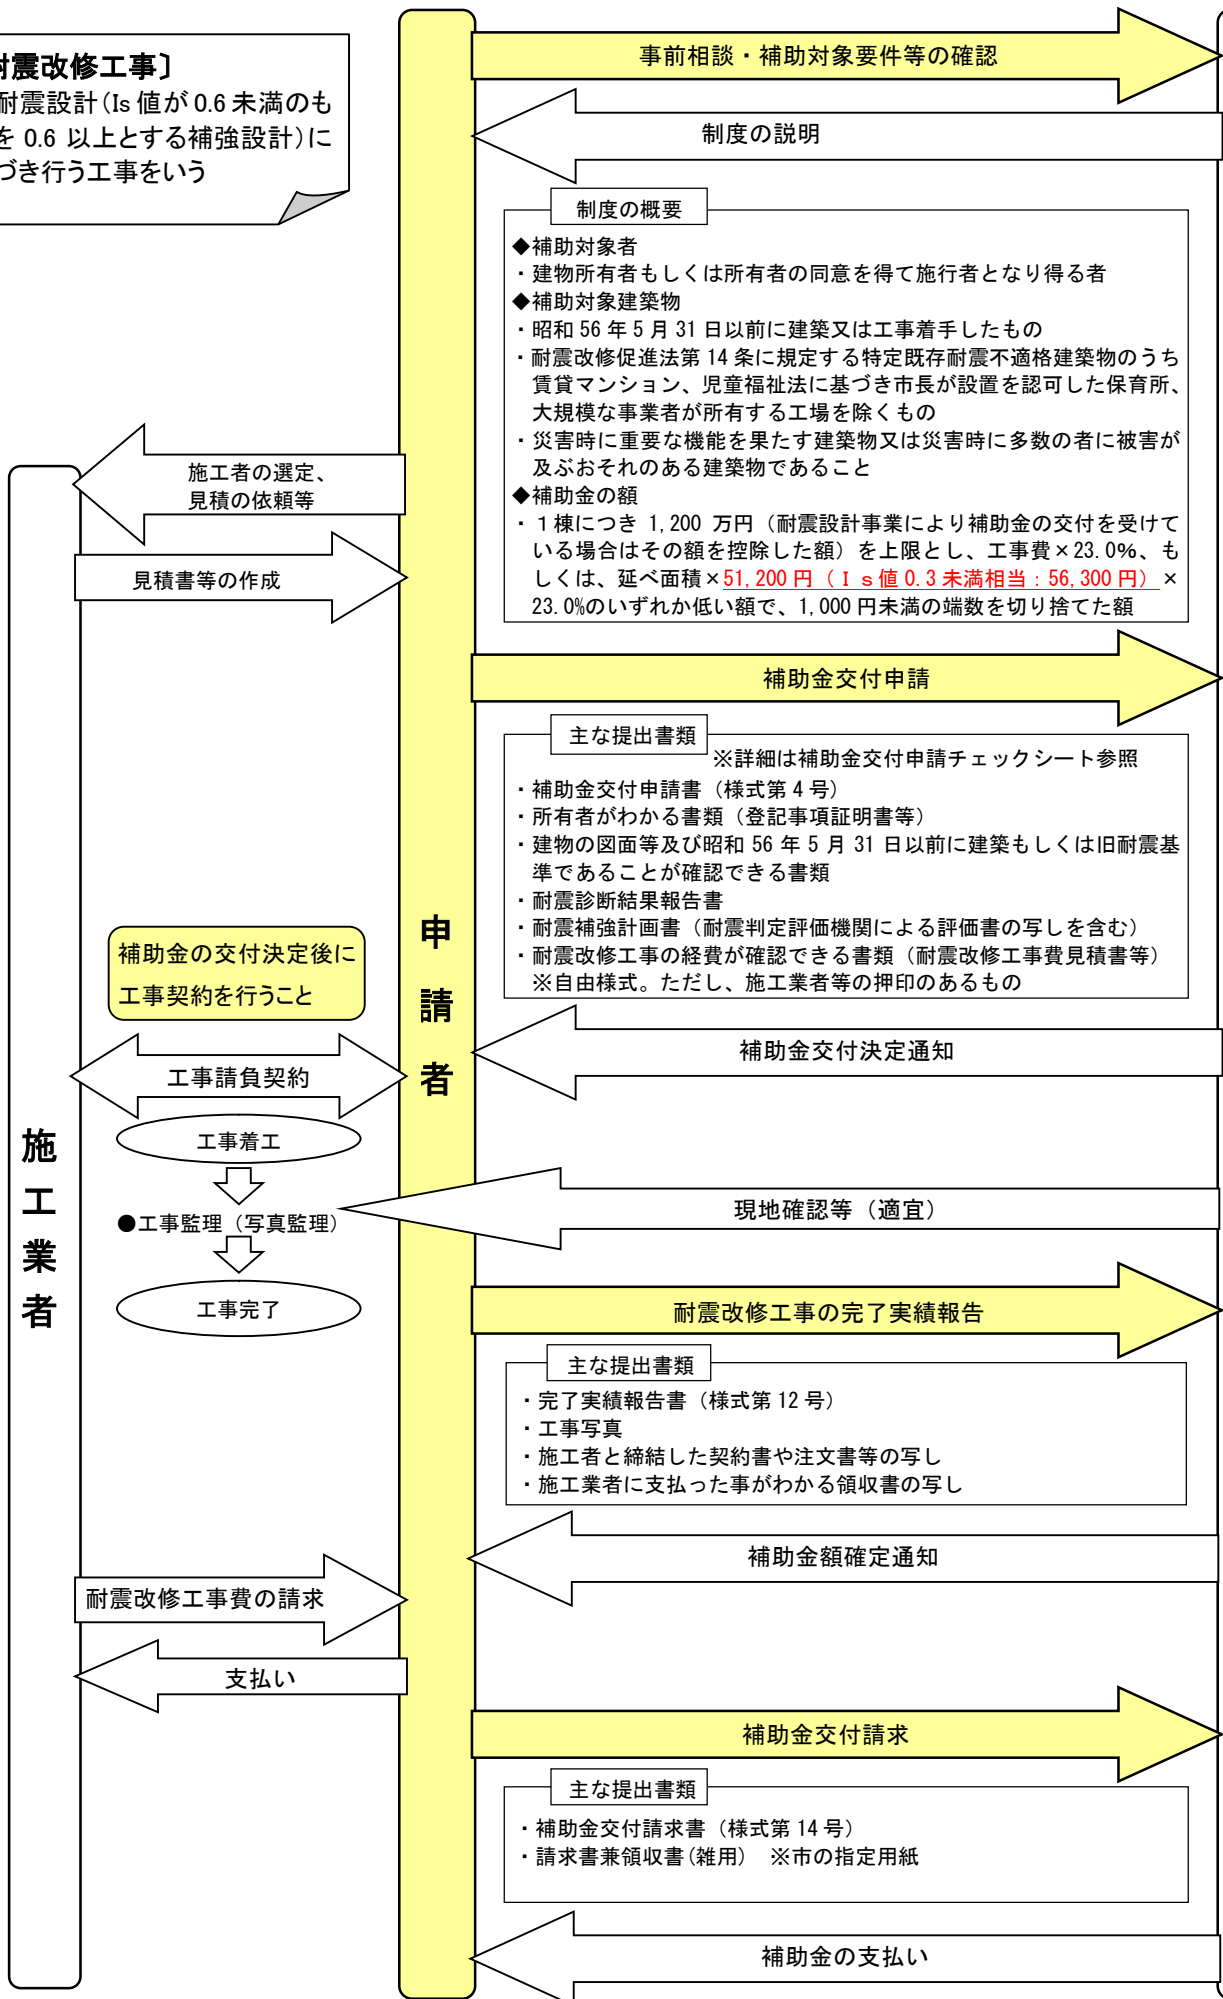 耐震改修工事〕
耐震設計（Is 値が 0.6 未満のも
を 0.6 以上とする補強設計）に
づき行う工事をいう
事前相談・補助対象要件等の確認
制度の説明
制度の概要
◆補助対象者
・建物所有者もしくは所有者の同意を得て施行者となり得る者
◆補助対象建築物
・昭和 56 年 5 月 31 日以前に建築又は工事着手したもの
・耐震改修促進法第 14 条に規定する特定既存耐震不適格建築物のうち
賃貸マンション、児童福祉法に基づき市長が設置を認可した保育所、
大規模な事業者が所有する工場を除くもの
・災害時に重要な機能を果たす建築物又は災害時に多数の者に被害が
及ぶおそれのある建築物であること
◆補助金の額
・1棟につき 1,200 万円（耐震設計事業により補助金の交付を受けて
いる場合はその額を控除した額）を上限とし、工事費×23.0%、も
しくは、延べ面積×51,200 円（Ｉｓ値 0.3 未満相当：56,300 円）×
23.0%のいずれか低い額で、1,000 円未満の端数を切り捨てた額
施工者の選定、
見積の依頼等
見積書等の作成
補助金交付申請
主な提出書類
※詳細は補助金交付申請チェックシート参照
・補助金交付申請書（様式第 4 号）
・所有者がわかる書類（登記事項証明書等）
・建物の図面等及び昭和 56 年 5 月 31 日以前に建築もしくは旧耐震基
準であることが確認できる書類
・耐震診断結果報告書
・耐震補強計画書（耐震判定評価機関による評価書の写しを含む）
・耐震改修工事の経費が確認できる書類（耐震改修工事費見積書等）
※自由様式。ただし、施工業者等の押印のあるもの
申請者
補助金の交付決定後に
工事契約を行うこと
補助金交付決定通知
工事請負契約
施工業者
工事着工
●工事監理（写真監理）
現地確認等（適宜）
工事完了
耐震改修工事の完了実績報告
主な提出書類
・完了実績報告書（様式第 12 号）
・工事写真
・施工者と締結した契約書や注文書等の写し
・施工業者に支払った事がわかる領収書の写し
補助金額確定通知
耐震改修工事費の請求
支払い
補助金交付請求
主な提出書類
・補助金交付請求書（様式第 14 号）
・請求書兼領収書（雑用）　※市の指定用紙
補助金の支払い